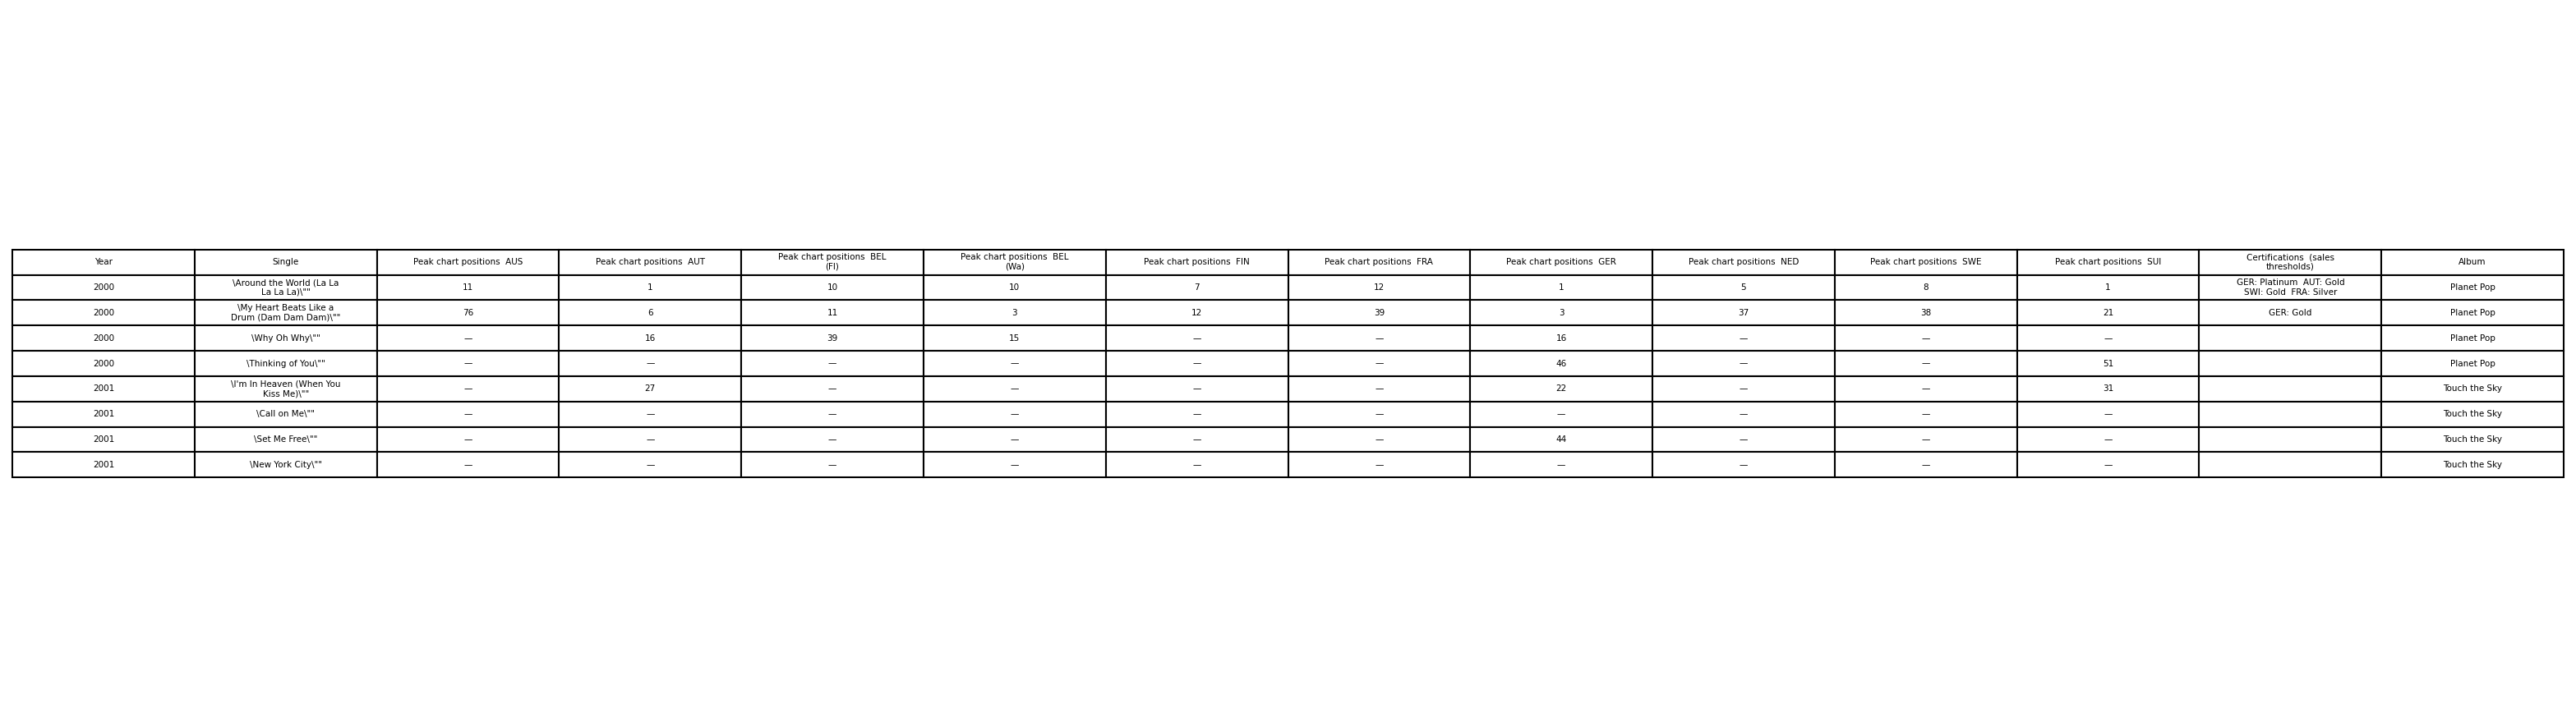 Year Single Peak chart positions  AUS Peak chart positions  AUT Peak chart positions  BEL (Fl) Peak chart positions  BEL (Wa) Peak chart positions  FIN Peak chart positions  FRA Peak chart positions  GER Peak chart positions  NED Peak chart positions  SWE Peak chart positions  SUI Certifications  (sales thresholds) Album
2000 \Around the World (La La La La La)\"" 11 1 10 10 7 12 1 5 8 1 GER: Platinum  AUT: Gold SWI: Gold  FRA: Silver Planet Pop
2000 \My Heart Beats Like a Drum (Dam Dam Dam)\"" 76 6 11 3 12 39 3 37 38 21 GER: Gold Planet Pop
2000 \Why Oh Why\"" — 16 39 15 — — 16 — — — Planet Pop
2000 \Thinking of You\"" — — — — — — 46 — — 51 Planet Pop
2001 \I'm In Heaven (When You Kiss Me)\"" — 27 — — — — 22 — — 31 Touch the Sky
2001 \Call on Me\"" — — — — — — — — — — Touch the Sky
2001 \Set Me Free\"" — — — — — — 44 — — — Touch the Sky
2001 \New York City\"" — — — — — — — — — — Touch the Sky